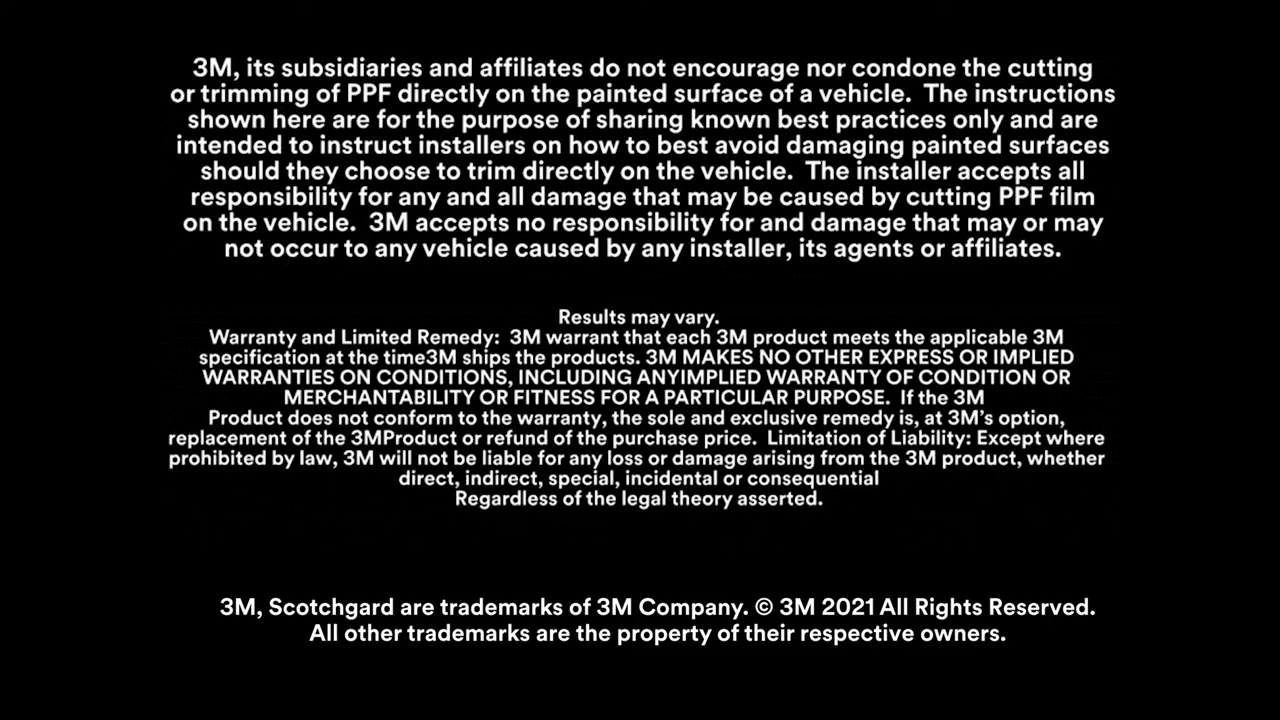 3M, its subsidiaries and affiliates do not encourage nor condone the cutting
or trimming of PPF directly on the painted surface of a vehicle.  The instructions
shown here are for the purpose of sharing known best practices only and are
intended to instruct installers on how to best avoid damaging painted surfaces
should they choose to trim directly on the vehicle.  The installer accepts all
responsibility for any and all damage that may be caused by cutting PPF film
on the vehicle.  3M accepts no responsibility for and damage that may or may
not occur to any vehicle caused by any installer, its agents or affiliates.
Results may vary.
Warranty and Limited Remedy:  3M warrant that each 3M product meets the applicable 3M
specification at the time3M ships the products. 3M MAKES NO OTHER EXPRESS OR IMPLIED
WARRANTIES ON CONDITIONS, INCLUDING ANYIMPLIED WARRANTY OF CONDITION OR
MERCHANTABILITY OR FITNESS FOR A PARTICULAR PURPOSE.  If the 3M
Product does not conform to the warranty, the sole and exclusive remedy is, at 3M's option,
replacement of the 3MProduct or refund of the purchase price.  Limitation of Liability: Except where
prohibited by law, 3M will not be liable for any loss or damage arising from the 3M product, whether
direct, indirect, special, incidental or consequential
Regardless of the legal theory asserted.
3M, Scotchgard are trademarks of 3M Company. © 3M 2021 All Rights Reserved.
All other trademarks are the property of their respective owners.